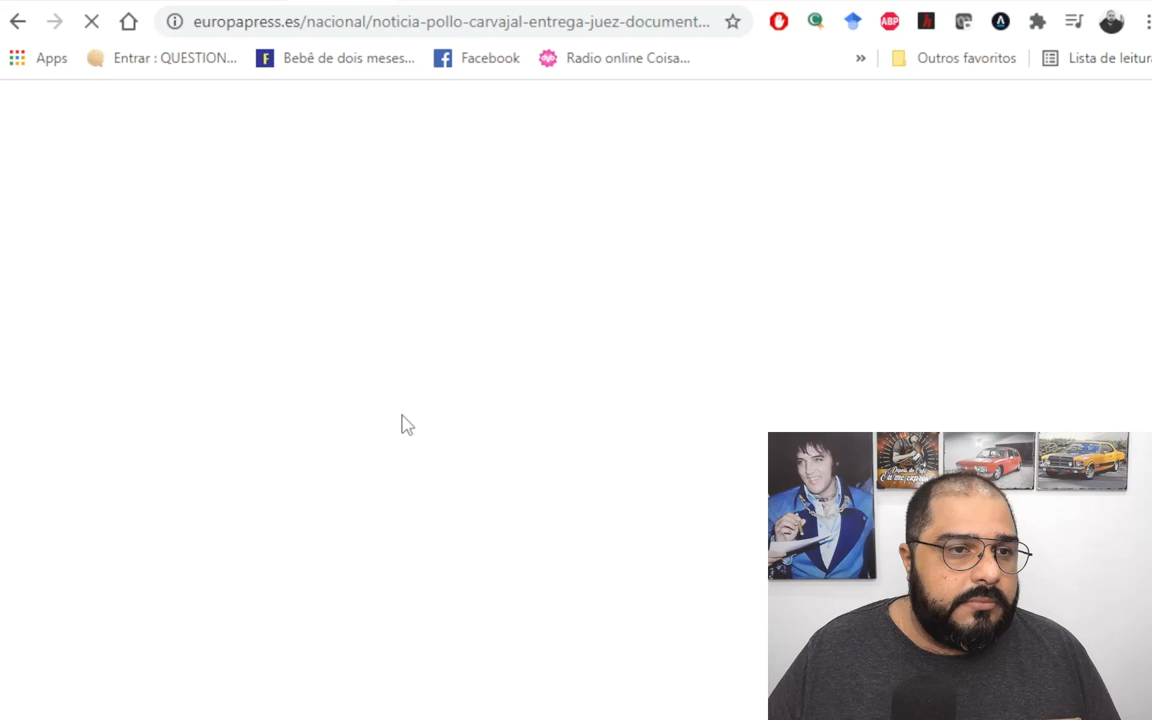 europapress.es/nacional/noticia-pollo-carvajal-entrega-juez-document...
ABP
Apps
Entrar : QUESTION...
F
Bebê de dois meses...
Facebook
Radio online Coisa...
»
Outros favoritos
Lista de leitur